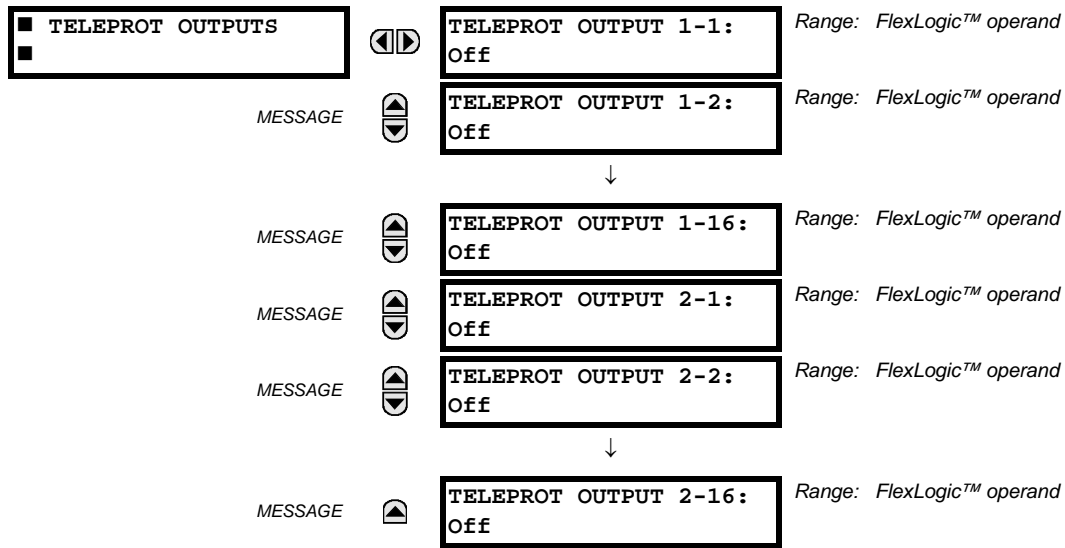 ■ TELEPROT OUTPUTS
■
TELEPROT OUTPUT 1-1:
Off
Range: FlexLogic™ operand
MESSAGE
TELEPROT OUTPUT 1-2:
Off
Range: FlexLogic™ operand
↓
MESSAGE
TELEPROT OUTPUT 1-16:
Off
Range: FlexLogic™ operand
MESSAGE
TELEPROT OUTPUT 2-1:
Off
Range: FlexLogic™ operand
MESSAGE
TELEPROT OUTPUT 2-2:
Off
Range: FlexLogic™ operand
↓
MESSAGE
TELEPROT OUTPUT 2-16:
Off
Range: FlexLogic™ operand